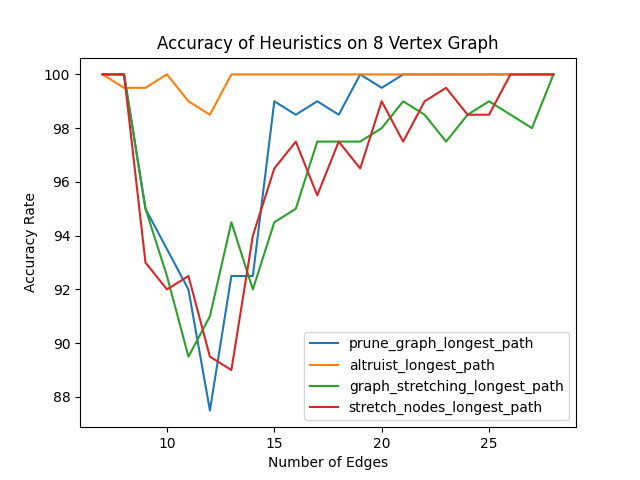 Accuracy of Heuristics on 8 Vertex Graph
100
98
96
94
92
90
88
Accuracy Rate
prune_graph_longest_path
altruist_longest_path
graph_stretching_longest_path
stretch_nodes_longest_path
10 15 20 25
Number of Edges